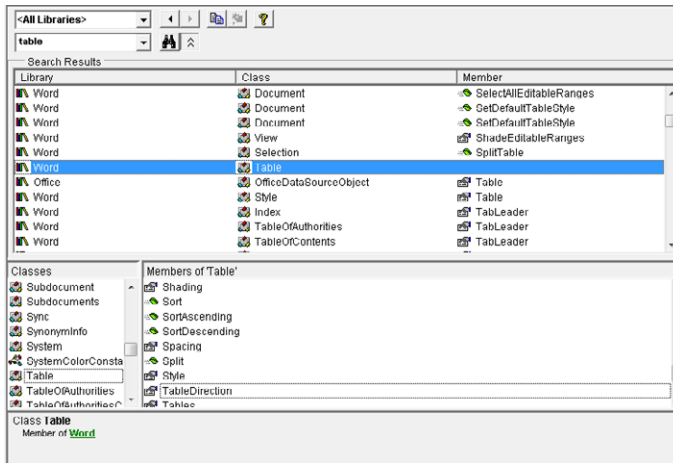 <All Libraries>
table
Search Results
Library Class Member
Word Document SelectAllEditableRanges
Word Document SetDefaultTableStyle
Word Document SetDefaultTableStyle
Word View ShadeEditableRanges
Word Selection SplitTable
Word Table
Office OfficeDataSourceObject Table
Word Style Table
Word Index TabLeader
Word TableOfAuthorities TabLeader
Word TableOfContents TabLeader
Classes Members of 'Table'
Subdocument Shading
Subdocuments Sort
Sync SortAscending
SynonymInfo SortDescending
System Spacing
SystemColorConsta Split
Table Style
TableOfAuthorities TableDirection
TableOfAuthoritiesC Tables
Class Table
Member of Word